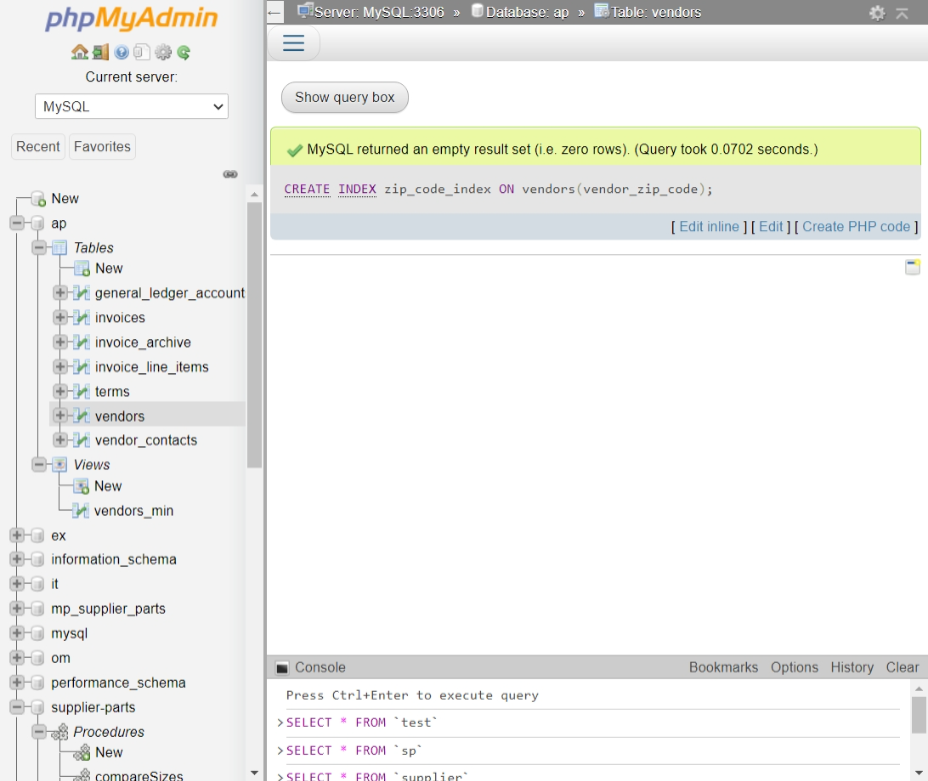 phpMyAdmin
Current server:
MySQL
Recent Favorites
New
ap
Tables
New
general_ledger_account
invoices
invoice_archive
invoice_line_items
terms
vendors
vendor_contacts
Views
New
vendors_min
ex
information_schema
it
mp_supplier_parts
mysql
om
performance_schema
supplier-parts
Procedures
New
compareSizes
Server: MySQL:3306 » Database: ap » Table: vendors
Show query box
MySQL returned an empty result set (i.e. zero rows). (Query took 0.0702 seconds.)
CREATE INDEX zip_code_index ON vendors(vendor_zip_code);
[ Edit inline ] [ Edit ] [ Create PHP code ]
Console Bookmarks Options History Clear
Press Ctrl+Enter to execute query
>SELECT * FROM `test`
>SELECT * FROM `sp`
>SELECT * FROM `supplier`